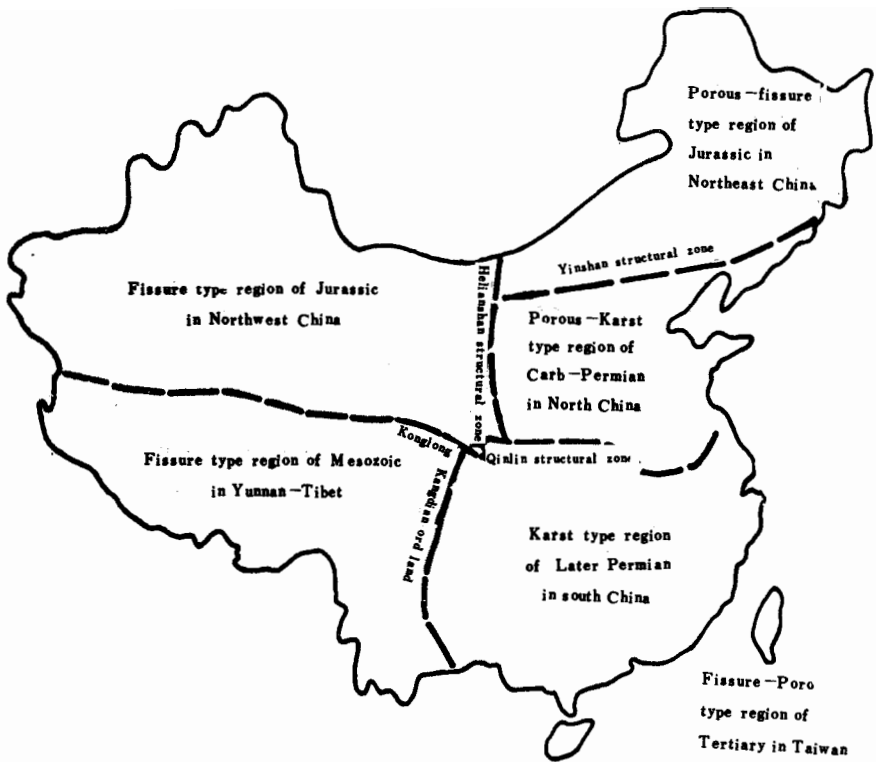 Porous—fissure
type region of
Jurassic in
Northeast China
Yinshan structural zone
Helianshan structural zone
Fissure type region of Jurassic
in Northwest China
Porous—Karst
type region of
Carb—Permian
in North China
Konglong
Qinlin structural zone
Fissure type region of Mesozoic
in Yunnan—Tibet
Kangdian ord land
Karst type region
of Later Permian
in south China
Fissure—Poro
type region of
Tertiary in Taiwan